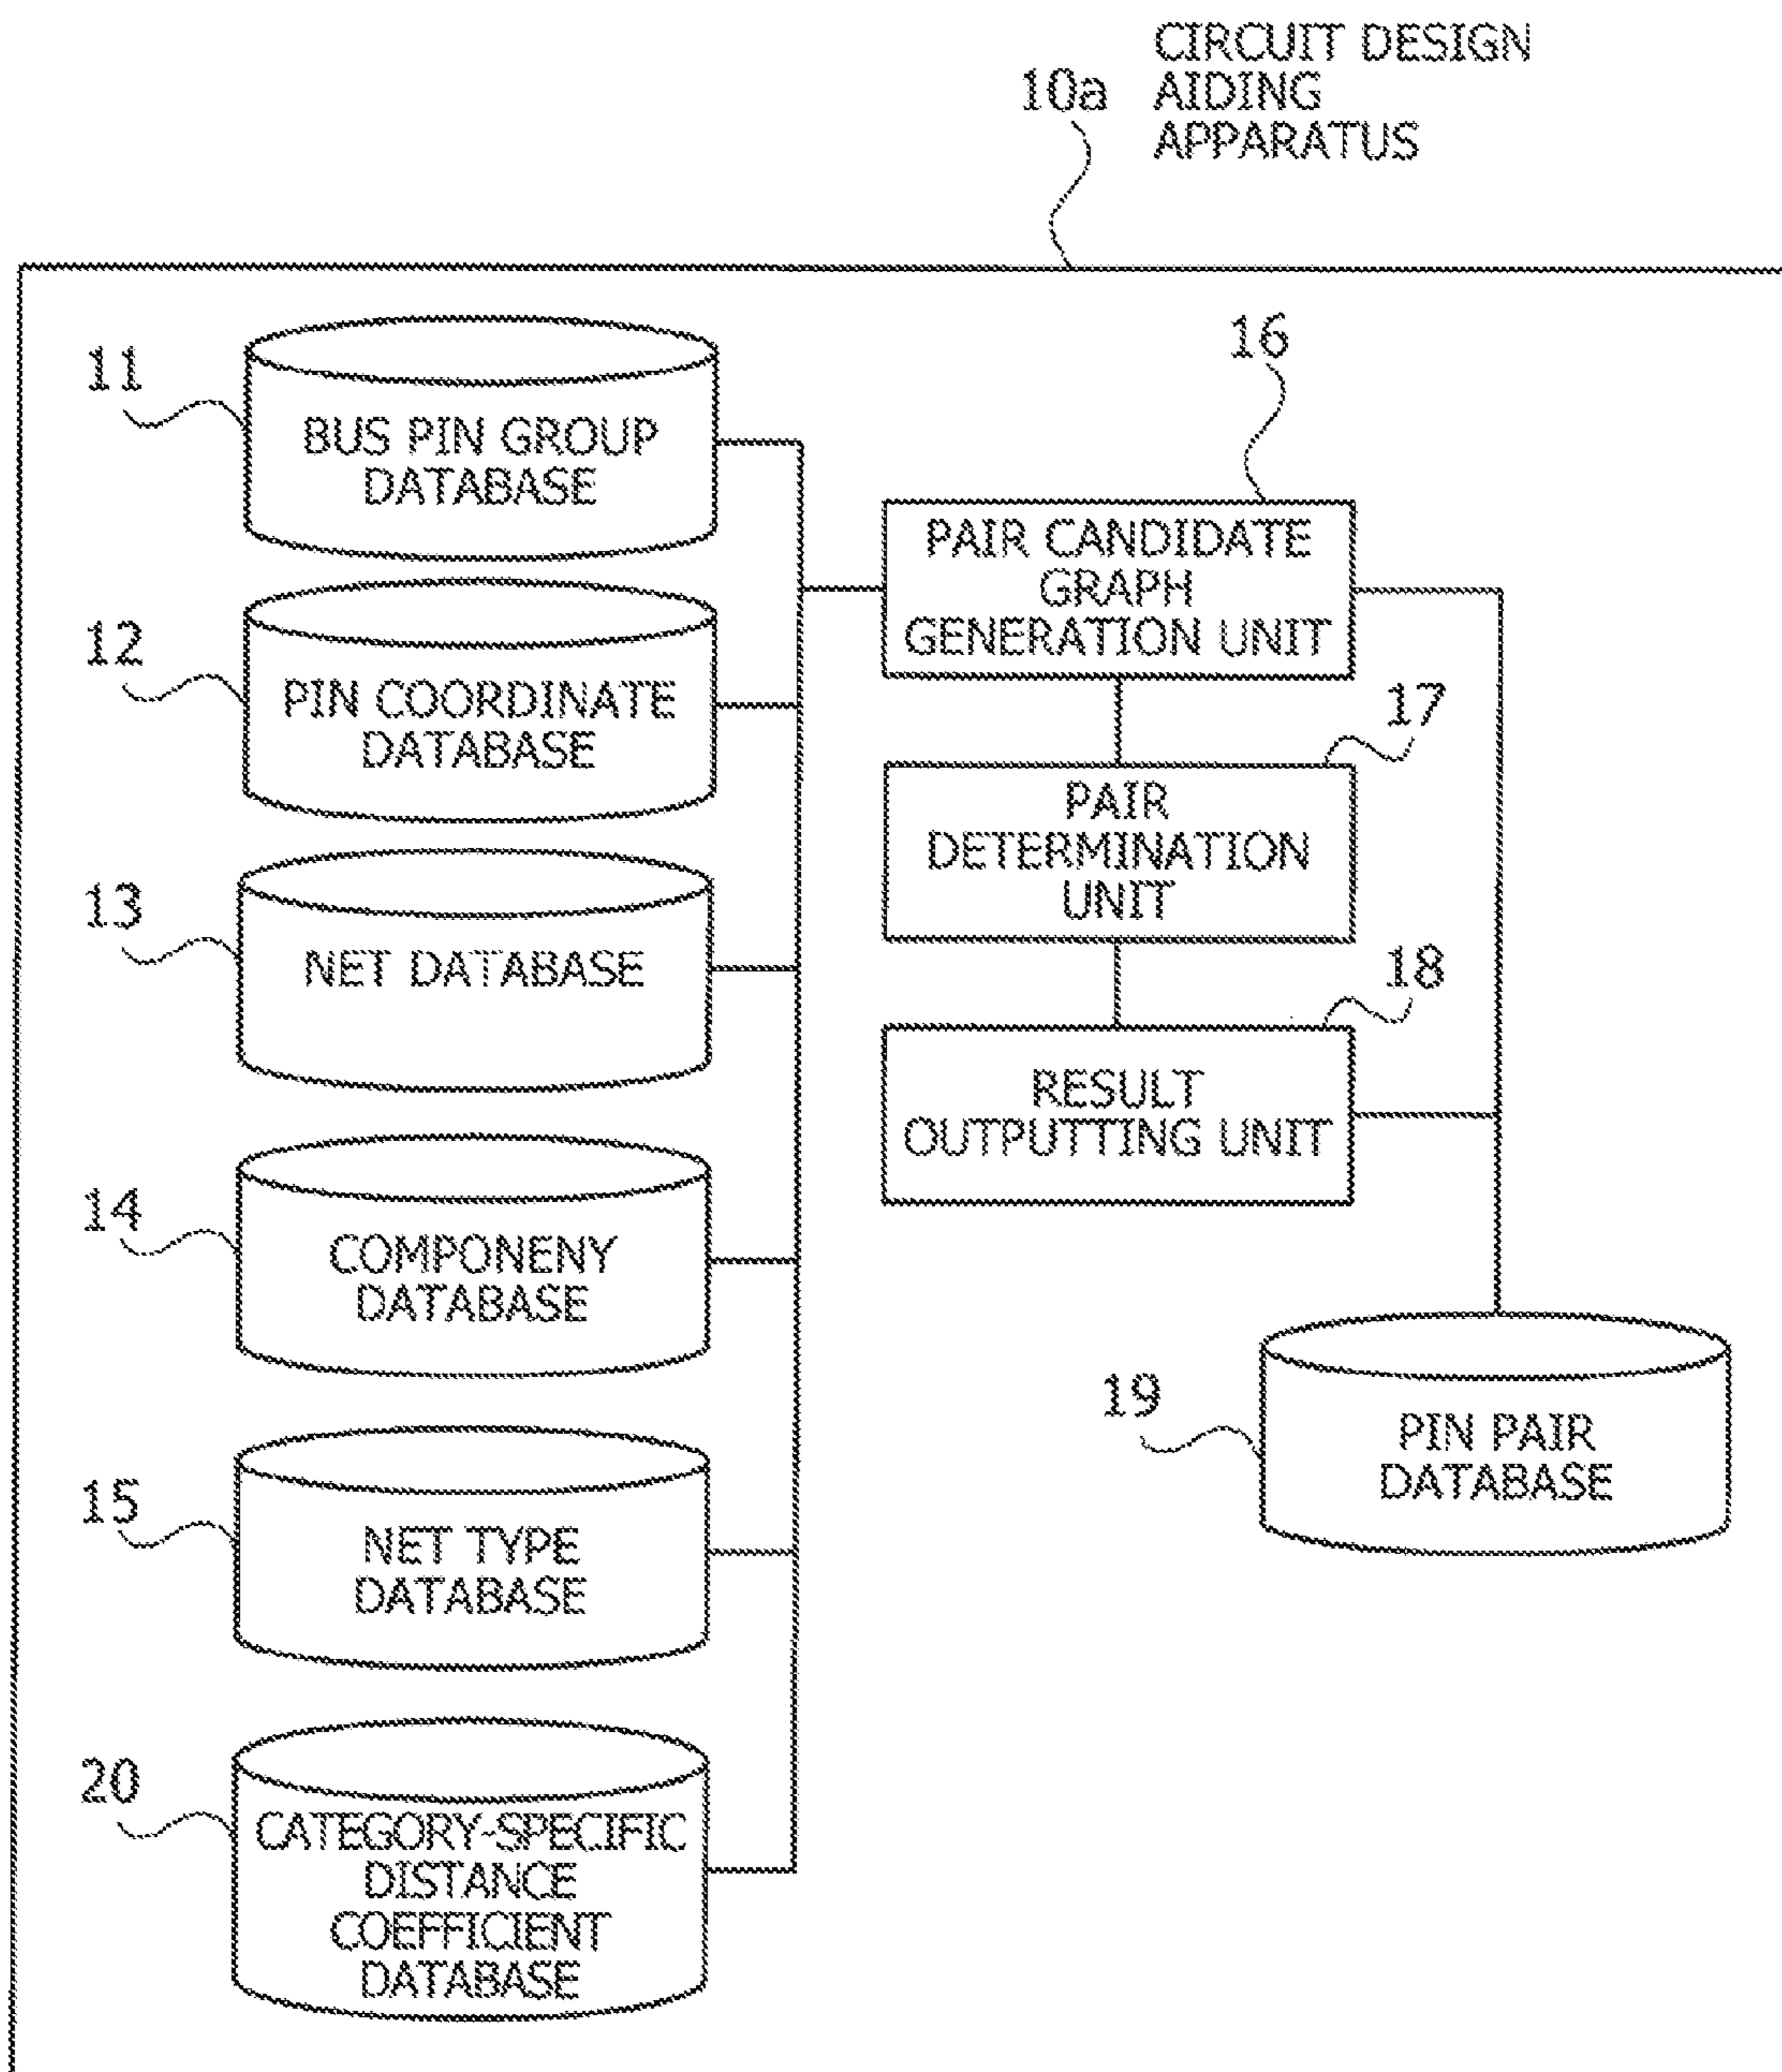 CIRCUIT DESIGN
10a AIDING
APPARATUS
11
BUS PIN GROUP
DATABASE
12
PIN COORDINATE
DATABASE
13
NET DATABASE
14
COMPONENY
DATABASE
15
NET TYPE
DATABASE
20
CATEGORY-SPECIFIC
DISTANCE
COEFFICIENT
DATABASE
16
PAIR CANDIDATE
GRAPH
GENERATION UNIT
17
PAIR
DETERMINATION
UNIT
18
RESULT
OUTPUTTING UNIT
19
PIN PAIR
DATABASE